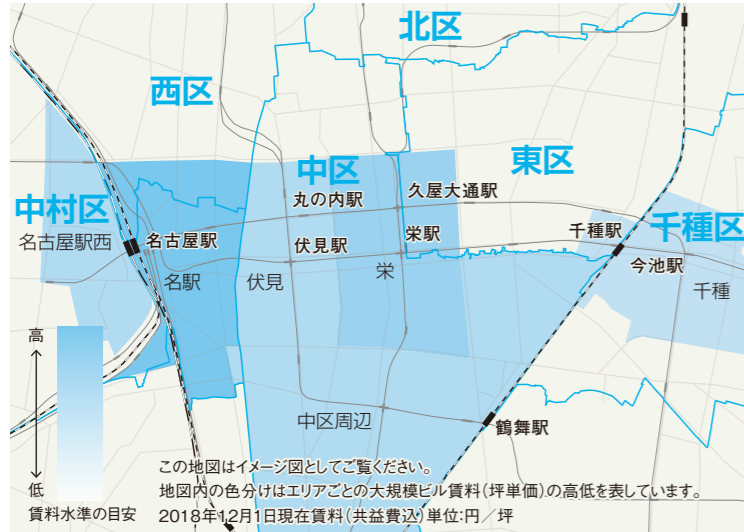 北区
西区
中区
東区
丸の内駅
久屋大通駅
中村区
千種区
名古屋駅西
名古屋駅
伏見駅
栄駅
千種駅
今池駅
名駅
伏見
栄
千種
高
中区周辺
鶴舞駅
低
賃料水準の目安
この地図はイメージ図としてご覧ください。
地図内の色分けはエリアごとの大規模ビル賃料(坪単価)の高低を表しています。
2018年12月1日現在賃料(共益費込)単位:円/坪